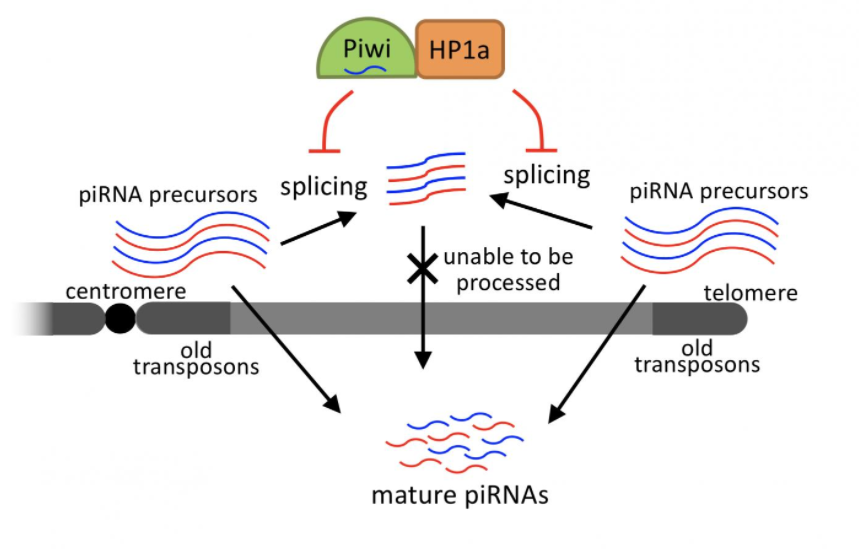 Piwi
HP1a
splicing
splicing
piRNA precursors
piRNA precursors
unable to be
processed
centromere
telomere
old
transposons
old
transposons
mature piRNAs